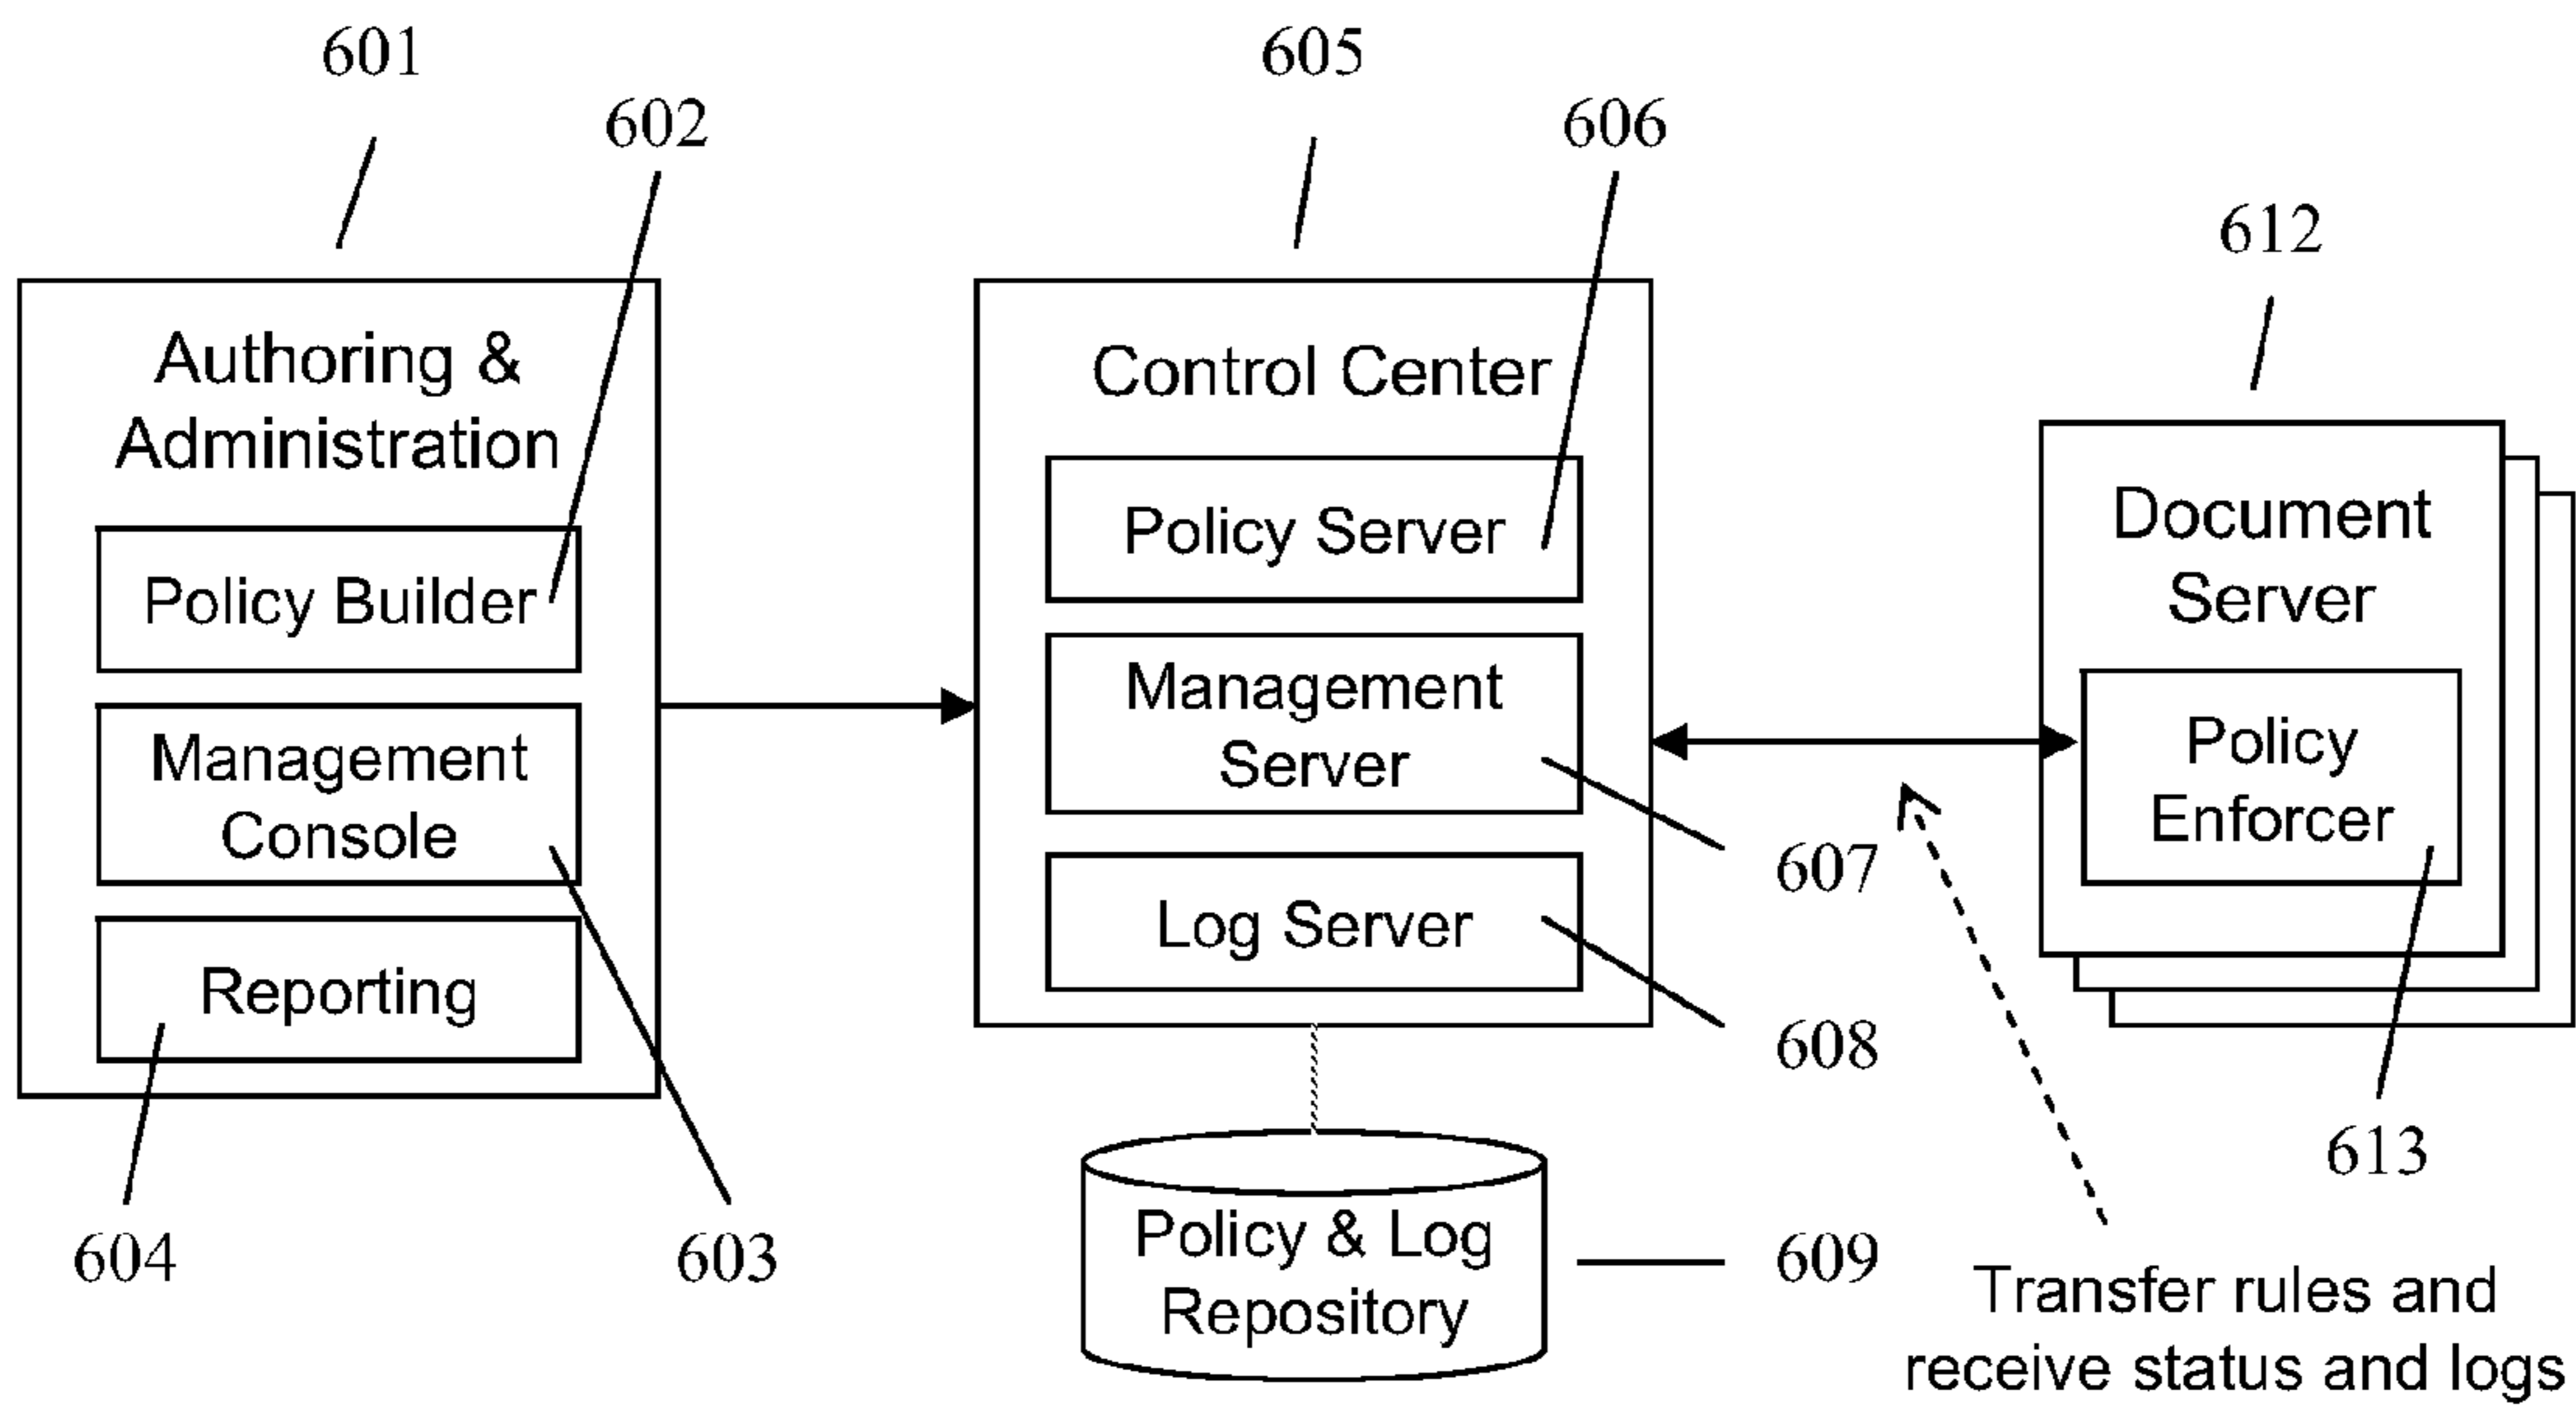 601
602
Authoring &
Administration
Policy Builder
Management
Console
Reporting
604
603
605
606
Control Center
Policy Server
Management
Server
Log Server
607
608
Policy & Log
Repository
609
612
Document
Server
Policy
Enforcer
613
Transfer rules and
receive status and logs